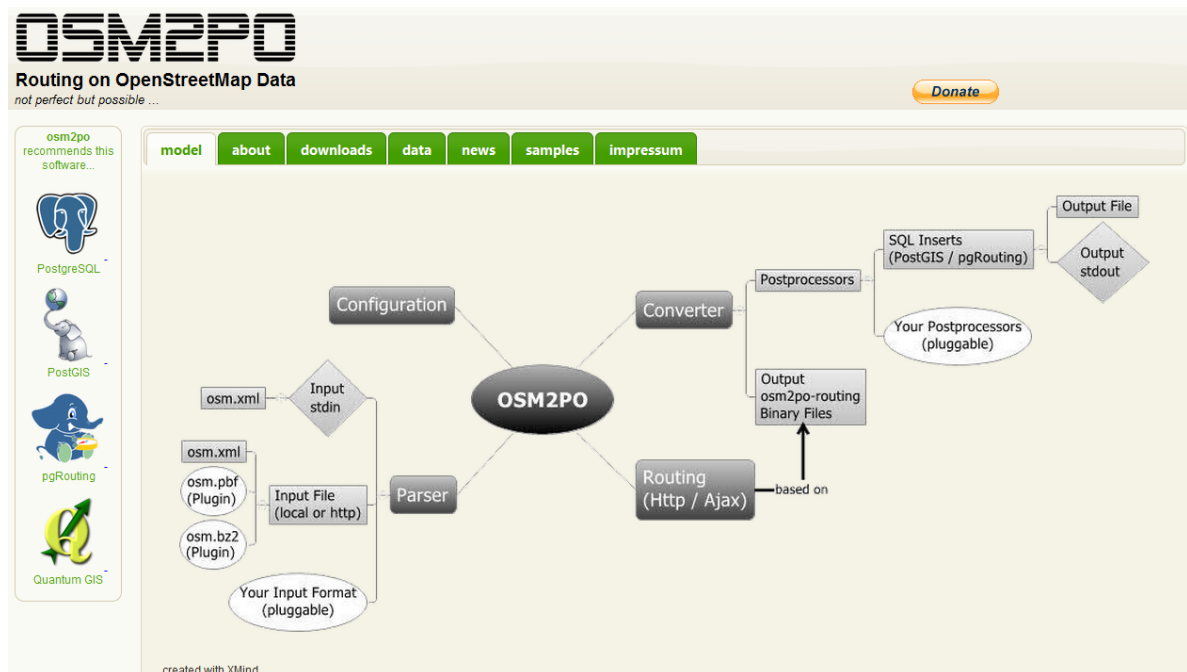 OSM2PO
Routing on OpenStreetMap Data
not perfect but possible ...
Donate
osm2po
recommends this
software...
PostgreSQL
PostGIS
pgRouting
Quantum GIS
model
about
downloads
data
news
samples
impressum
Configuration
OSM2PO
Converter
Postprocessors
SQL Inserts
(PostGIS / pgRouting)
Output File
Output
stdout
Your Postprocessors
(pluggable)
Output
osm2po-routing
Binary Files
Routing
(Http / Ajax)
based on
Parser
Input
stdin
osm.xml
Input File
(local or http)
osm.xml
osm.pbf
(Plugin)
osm.bz2
(Plugin)
Your Input Format
(pluggable)
created with XMind